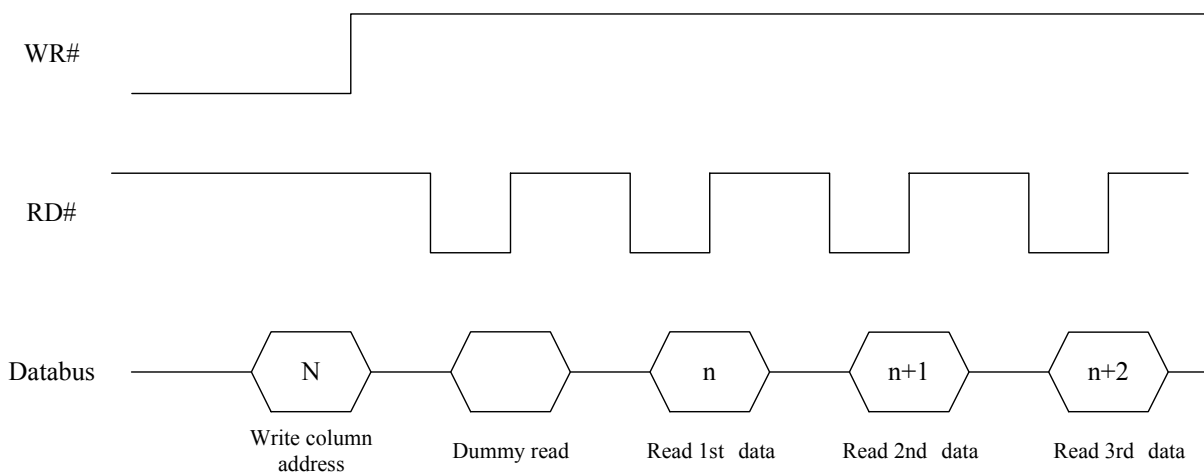 WR#
RD#
Databus
N
n
n+1
n+2
Write column
address
Dummy read
Read 1st data
Read 2nd data
Read 3rd data